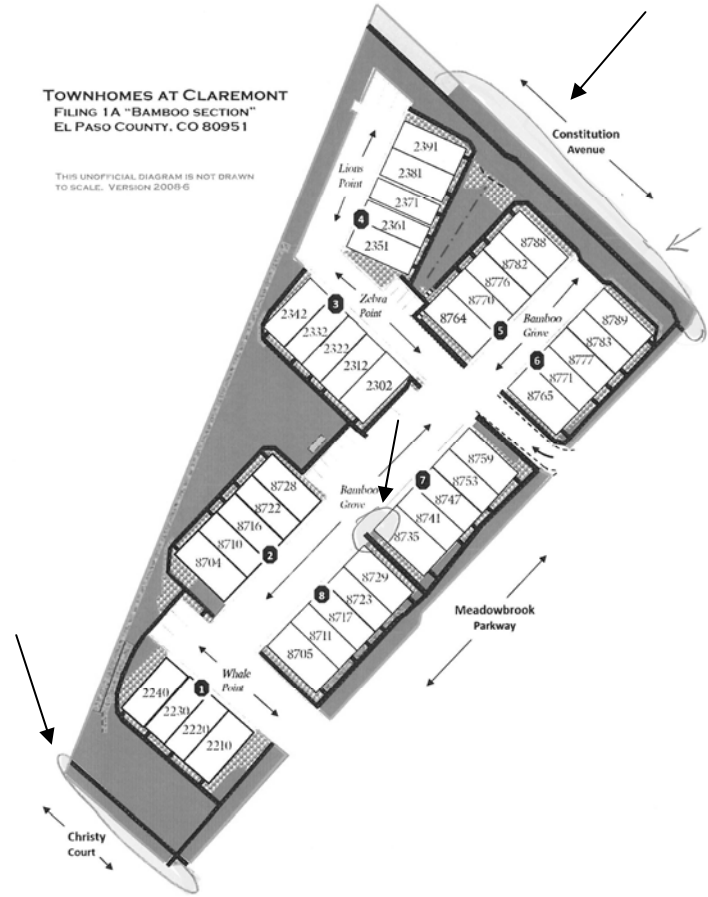 TOWNHOMES AT CLAREMONT
FILING 1A "BAMBOO SECTION"
EL PASO COUNTY, CO 80951
THIS UNOFFICIAL DIAGRAM IS NOT DRAWN
TO SCALE. VERSION 2008-6
Constitution
Avenue
Lions
Point
2391
2381
2371
2361
2351
4
Zebra
Point
3
2342
2332
2322
2312
2302
8788
8782
8776
8770
8764
5
Bamboo
Grove
6
8789
8783
8777
8771
8765
8759
8753
8747
8741
8735
7
Bamboo
Grove
8728
8722
8716
8710
8704
2
8
8729
8723
8717
8711
8705
Meadowbrook
Parkway
Whale
Point
1
2240
2230
2220
2210
Christy
Court